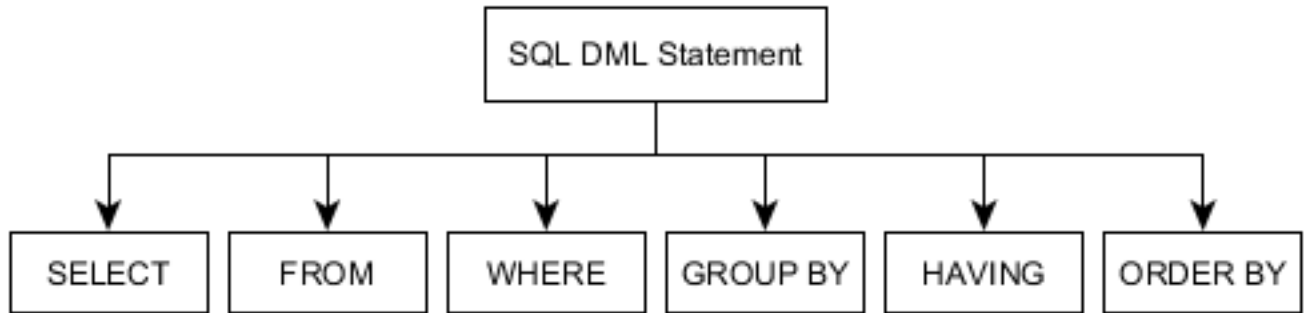 SQL DML Statement
SELECT
FROM
WHERE
GROUP BY
HAVING
ORDER BY